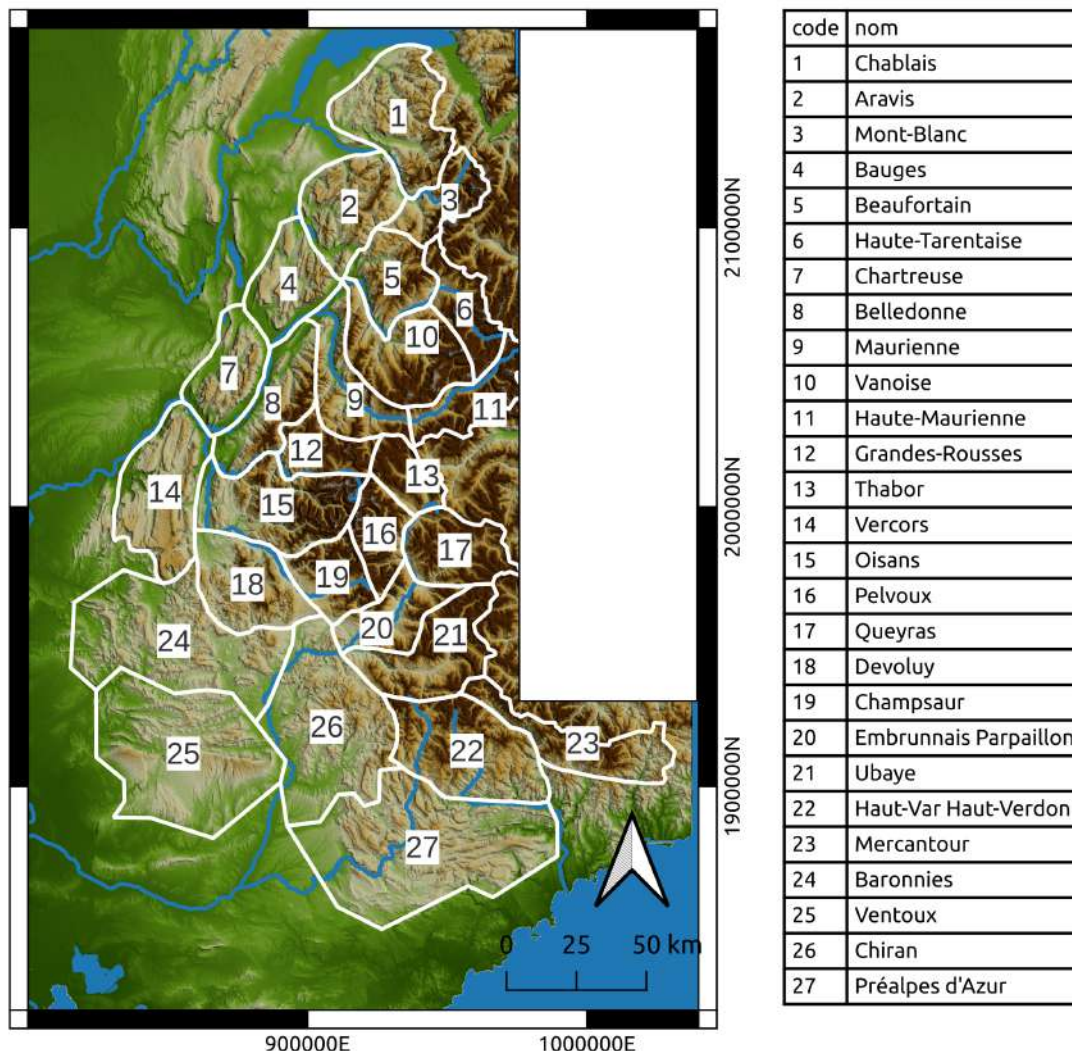 1
2
3
4
5
6
7
8
9
10
11
12
13
14
15
16
17
18
19
20
21
22
23
24
25
26
27
0 25 50 km
2100000N
2000000N
1900000N
900000E 1000000E
code nom
1 Chablais
2 Aravis
3 Mont-Blanc
4 Bauges
5 Beaufortain
6 Haute-Tarentaise
7 Chartreuse
8 Belledonne
9 Maurienne
10 Vanoise
11 Haute-Maurienne
12 Grandes-Rousses
13 Thabor
14 Vercors
15 Oisans
16 Pelvoux
17 Queyras
18 Devoluy
19 Champsaur
20 Embrunnais Parpaillon
21 Ubaye
22 Haut-Var Haut-Verdon
23 Mercantour
24 Baronnies
25 Ventoux
26 Chiran
27 Préalpes d'Azur